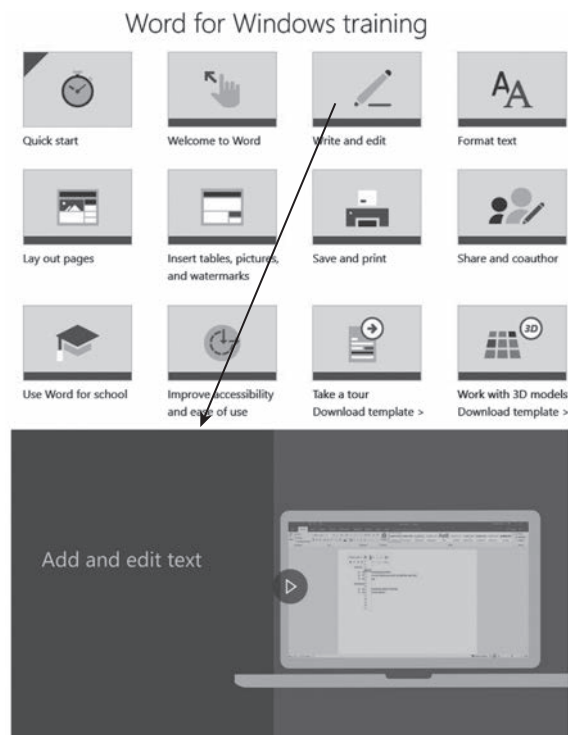 Word for Windows training
Quick start
Welcome to Word
Write and edit
Format text
Lay out pages
Insert tables, pictures,
and watermarks
Save and print
Share and coauthor
3D
Use Word for school
Improve accessibility
and ease of use
Take a tour
Download template >
Work with 3D models
Download template >
Add and edit text